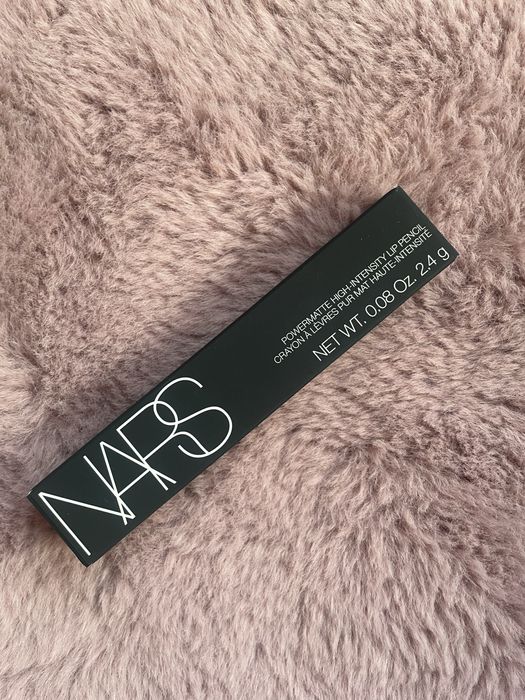 NARS
POWERMATTE HIGH-INTENSITY LIP PENCIL
CRAYON À LÈVRES PUR MAT HAUTE-INTENSITÉ
NET WT. 0.08 Oz. 2.4 g